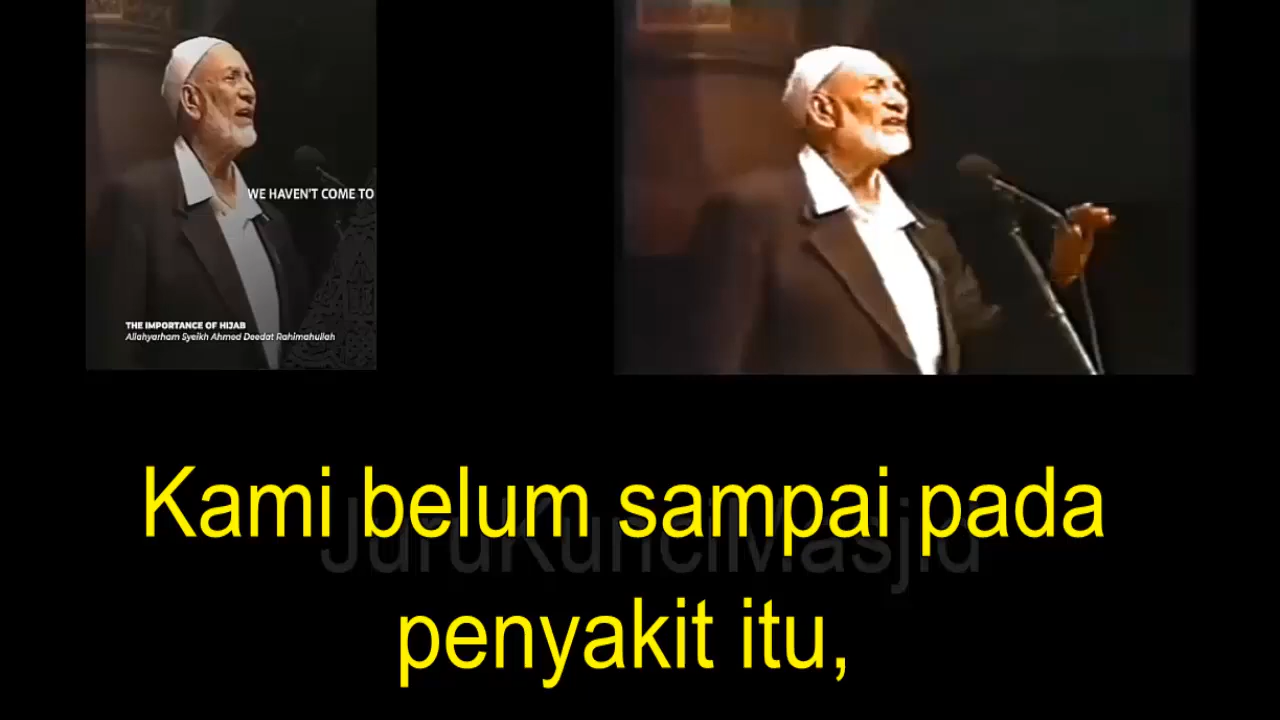 WE HAVEN'T COME TO
THE IMPORTANCE OF HIJAB
Allahyarham Syeikh Ahmed Deedat Rahimahullah
Kami belum sampai pada
JuruKunciMasjid
penyakit itu,